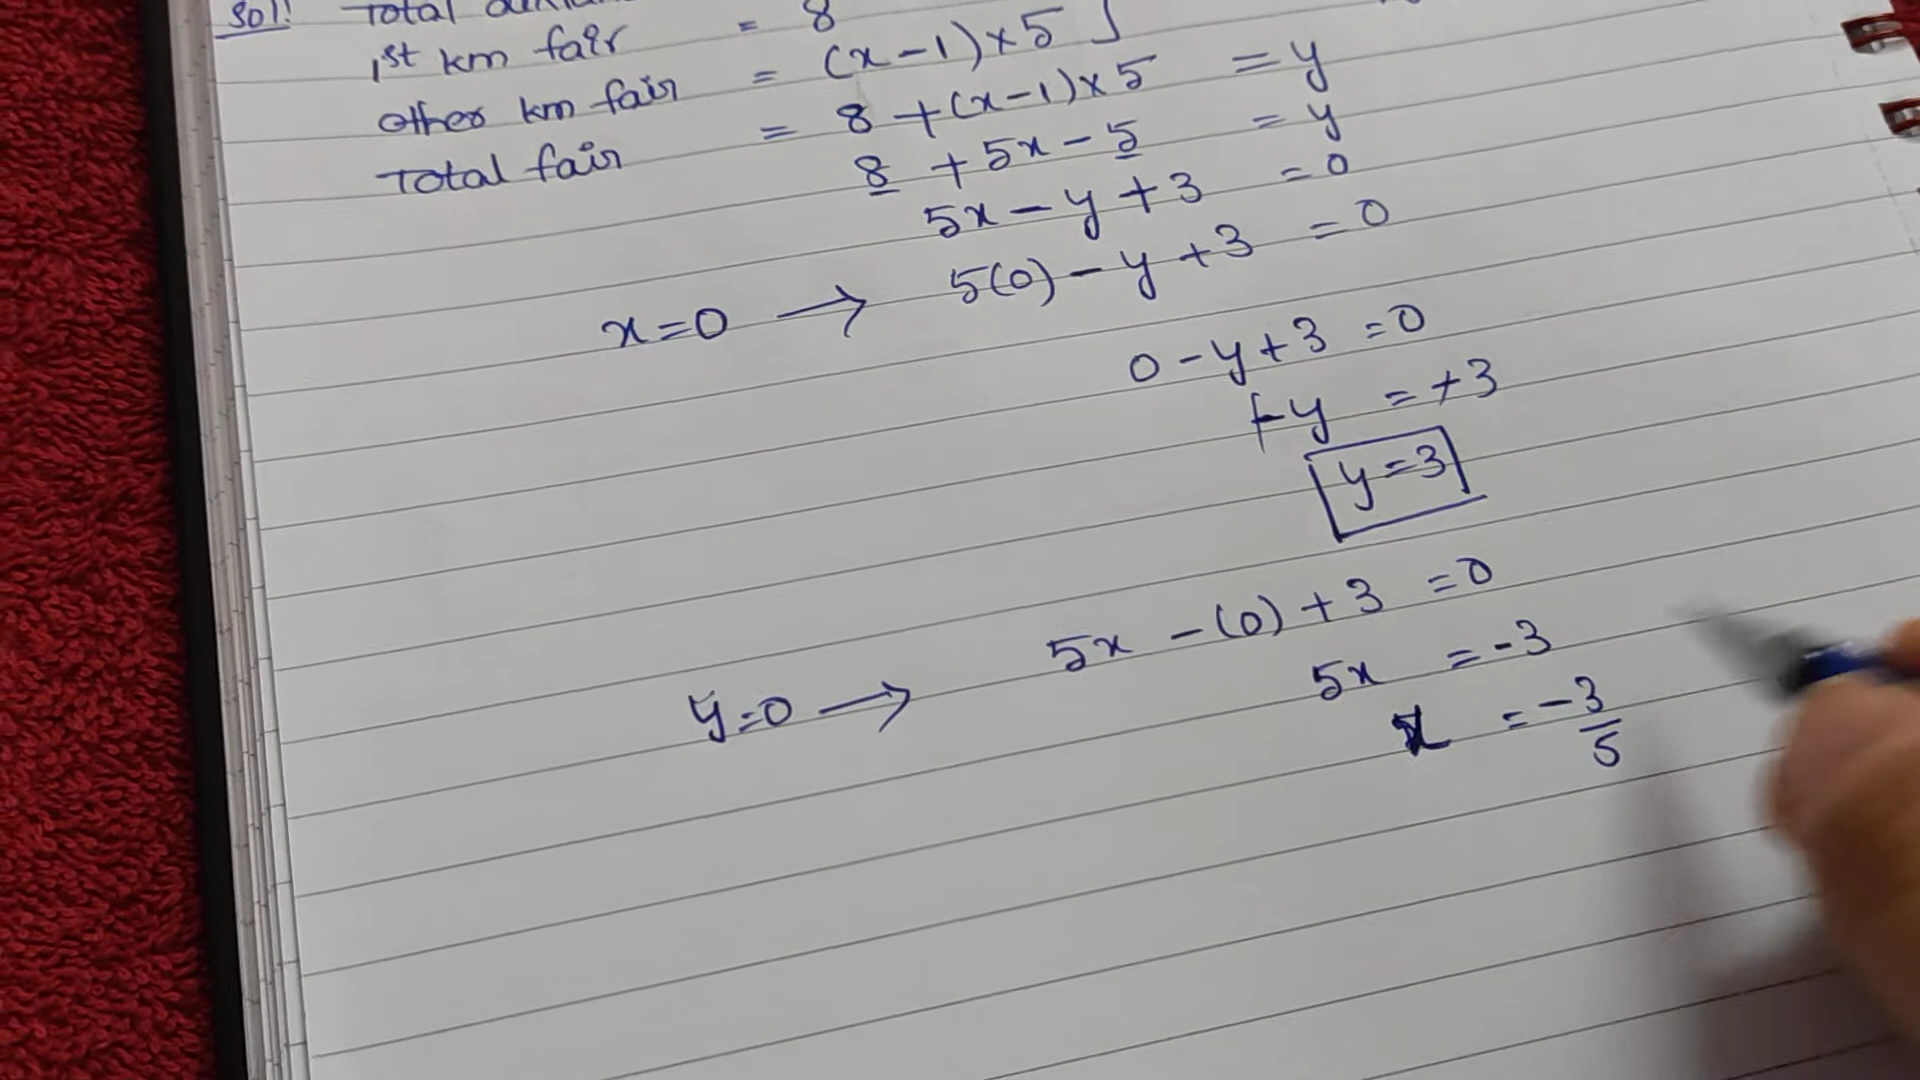 Sol: Total
1st km fair = 8
other km fair = (x-1)×5]
Total fair = 8+(x-1)×5 = y
8+5x-5 = y
5x-y+3 = 0
x=0 → 5(0)-y+3 = 0
0-y+3 = 0
+y = +3
y=3
y=0 → 5x-(0)+3 = 0
5x = -3
x = -3/5